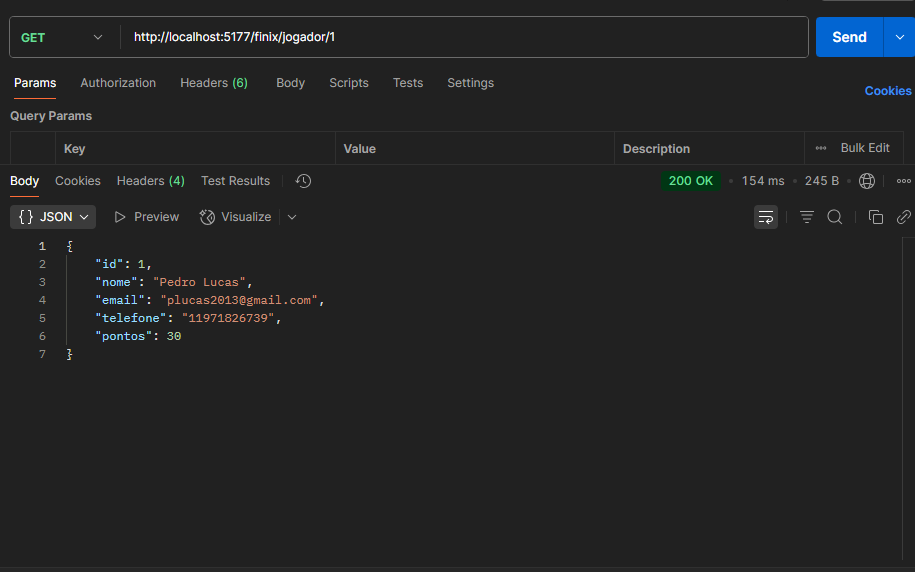 GET http://localhost:5177/finix/jogador/1 Send
Params Authorization Headers (6) Body Scripts Tests Settings Cookies
Query Params
Key Value Description Bulk Edit
Body Cookies Headers (4) Test Results 200 OK • 154 ms • 245 B
{} JSON Preview Visualize
1 {
2 "id": 1,
3 "nome": "Pedro Lucas",
4 "email": "plucas2013@gmail.com",
5 "telefone": "11971826739",
6 "pontos": 30
7 }